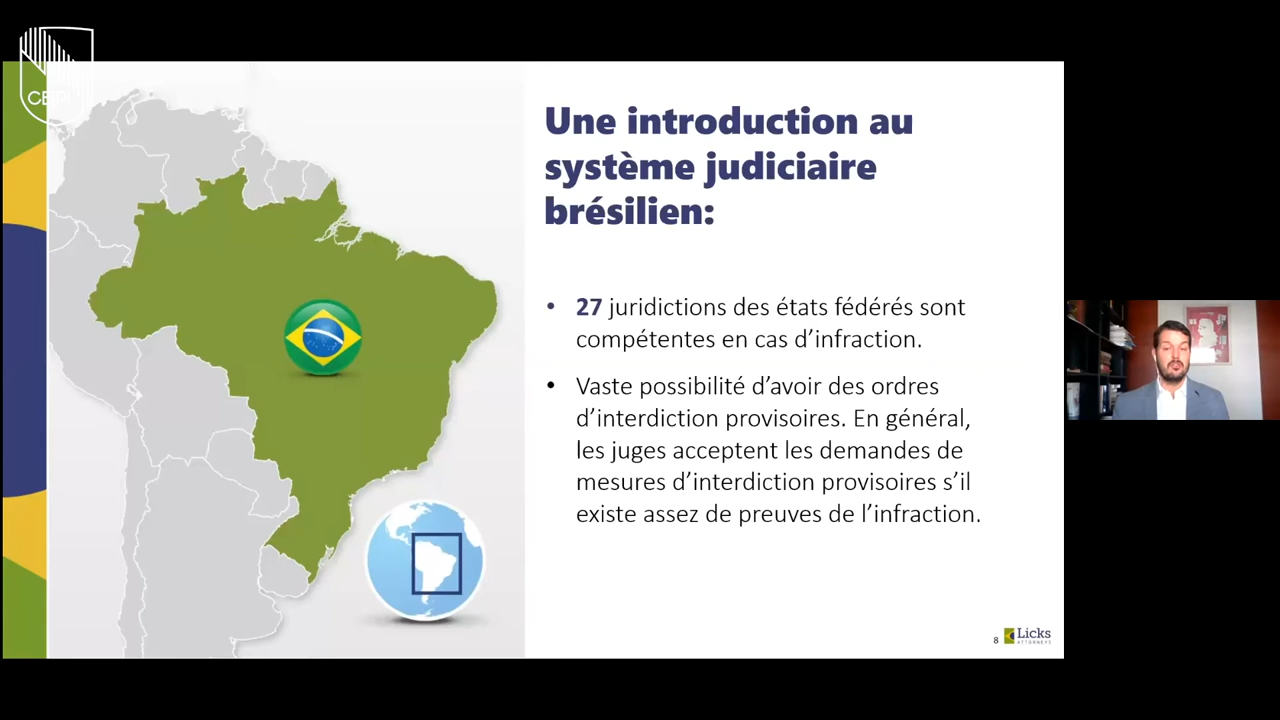 Une introduction au
système judiciaire
brésilien:
• 27 juridictions des états fédérés sont
compétentes en cas d’infraction.
• Vaste possibilité d’avoir des ordres
d’interdiction provisoires. En général,
les juges acceptent les demandes de
mesures d’interdiction provisoires s’il
existe assez de preuves de l’infraction.
8
Licks
ATTORNEYS